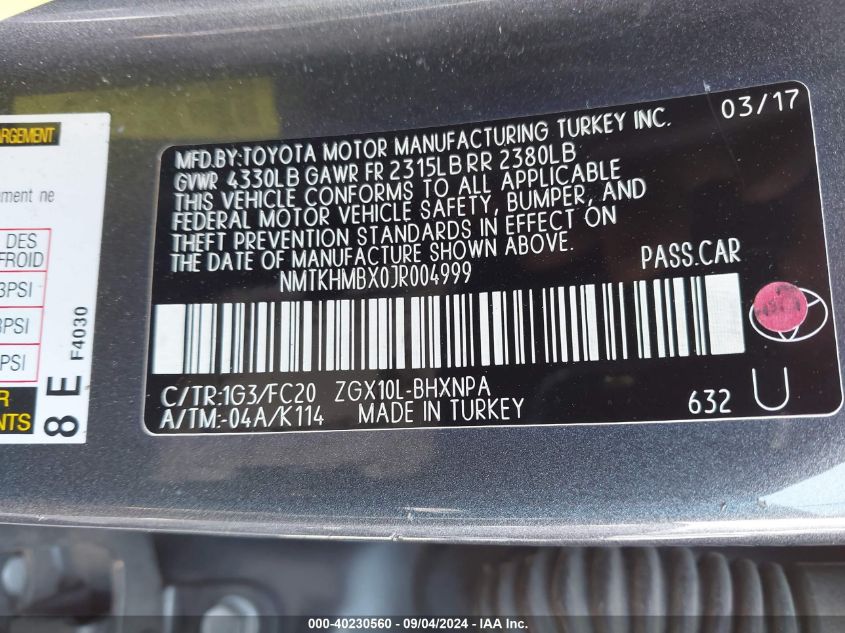 03/17
MFD.BY:TOYOTA MOTOR MANUFACTURING TURKEY INC.
GVWR 4330LB GAWR FR 2315LB RR 2380LB
THIS VEHICLE CONFORMS TO ALL APPLICABLE
FEDERAL MOTOR VEHICLE SAFETY, BUMPER, AND
THEFT PREVENTION STANDARDS IN EFFECT ON
THE DATE OF MANUFACTURE SHOWN ABOVE.
NMTKHMBX0JR004999 PASS.CAR
C/TR:1G3/FC20 ZGX10L-BHXNPA
A/TM:-04A/K114 MADE IN TURKEY 632 U
DES
FROID
PSI
PSI
PSI
8 E F4030
000-40230560 - 09/04/2024 - IAA Inc.